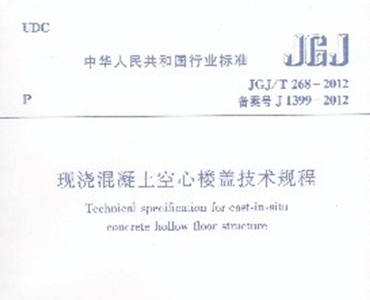 UDC
JGJ
中华人民共和国行业标准
JGJ/T 268-2012
P
备案号 J 1399-2012
现浇混凝土空心楼盖技术规程
Technical specification for cast-in-situ
concrete hollow floor structure